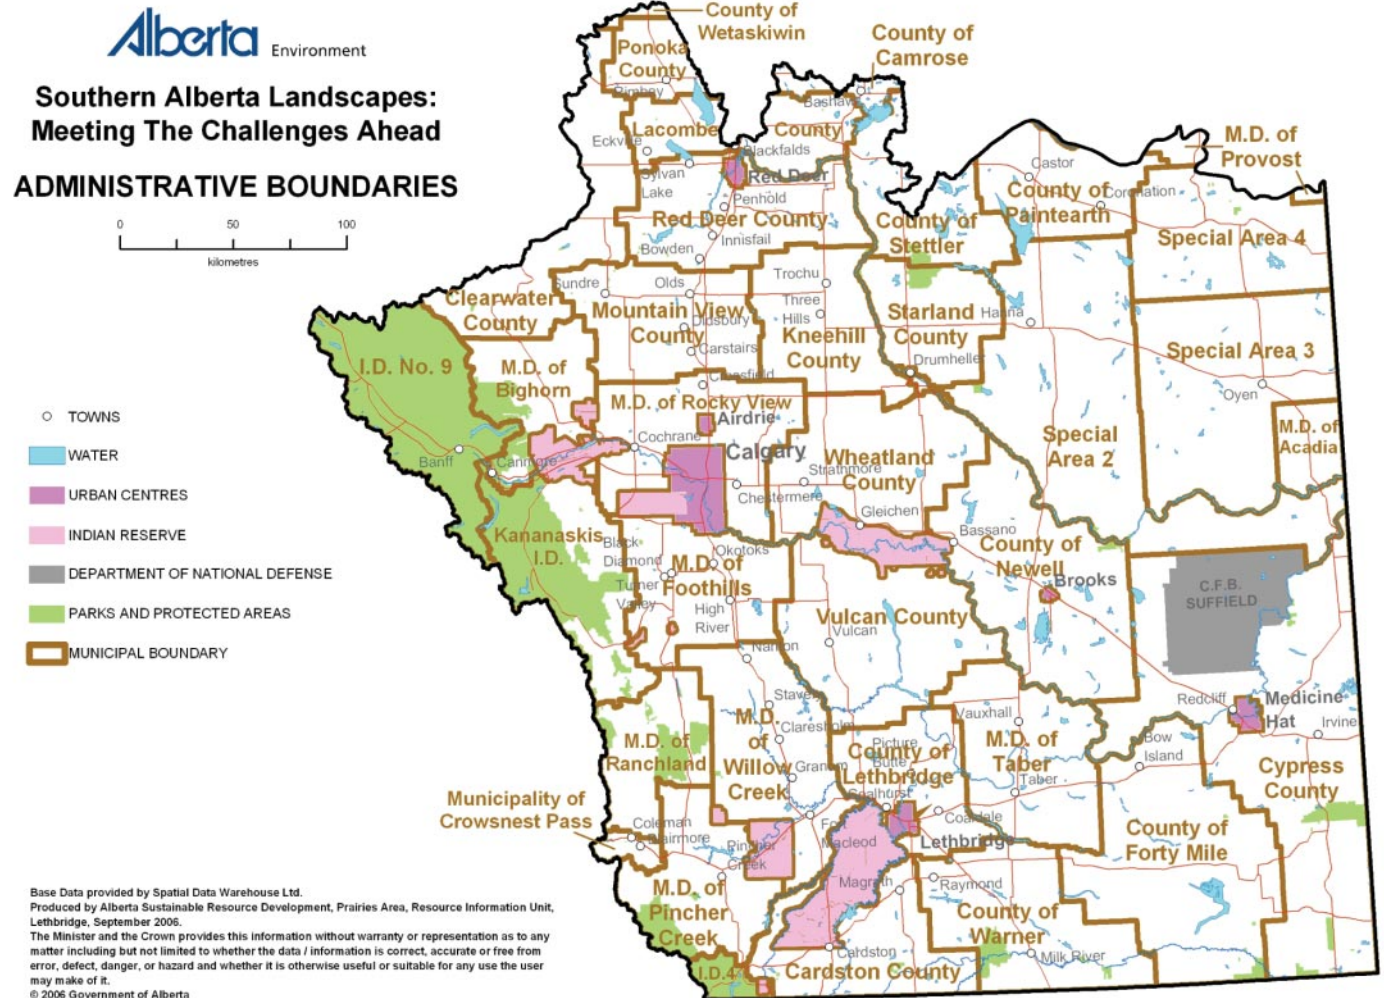 Alberta Environment
Southern Alberta Landscapes:
Meeting The Challenges Ahead
ADMINISTRATIVE BOUNDARIES
0 50 100
kilometres
TOWNS
WATER
URBAN CENTRES
INDIAN RESERVE
DEPARTMENT OF NATIONAL DEFENSE
PARKS AND PROTECTED AREAS
MUNICIPAL BOUNDARY
County of
Wetaskiwin
Ponoka
County
Rimbey
County of
Camrose
Bashaw
Eckville
Lacombe
County
Blackfalds
Sylvan
Lake
Red Deer
Penhold
Red Deer County
Innisfail
Bowden
County of
Stettler
Castor
County of
Paintearth
Coronation
M.D. of
Provost
Special Area 4
Clearwater
County
Sundre
Olds
Mountain View
County
Didsbury
Carstairs
Trochu
Three
Hills
Kneehill
County
Starland
County
Hanna
Drumheller
Special Area 3
Oyen
I.D. No. 9
M.D. of
Bighorn
Crossfield
M.D. of Rocky View
Airdrie
Cochrane
Calgary
Banff
Canmore
Chestermere
Strathmore
Wheatland
County
Gleichen
Special
Area 2
M.D. of
Acadia
Kananaskis
I.D.
Black
Diamond
Turner
Valley
Okotoks
M.D. of
Foothills
High
River
Bassano
County of
Newell
Brooks
C.F.B.
SUFFIELD
Vulcan County
Vulcan
Nanton
Stavely
Claresholm
M.D.
of
Willow
Creek
Granum
M.D. of
Ranchland
Picture
Butte
County of
Lethbridge
Coalhurst
Vauxhall
M.D. of
Taber
Taber
Redcliff
Medicine
Hat
Irvine
Bow
Island
Cypress
County
Municipality of
Crowsnest Pass
Coleman
Blairmore
Pincher
Creek
Fort
Macleod
Coaldale
Lethbridge
County of
Forty Mile
M.D. of
Pincher
Creek
Magrath
Raymond
County of
Warner
Cardston
Milk River
I.D.4
Cardston County
Base Data provided by Spatial Data Warehouse Ltd.
Produced by Alberta Sustainable Resource Development, Prairies Area, Resource Information Unit,
Lethbridge, September 2006.
The Minister and the Crown provides this information without warranty or representation as to any
matter including but not limited to whether the data / information is correct, accurate or free from
error, defect, danger, or hazard and whether it is otherwise useful or suitable for any use the user
may make of it.
© 2006 Government of Alberta